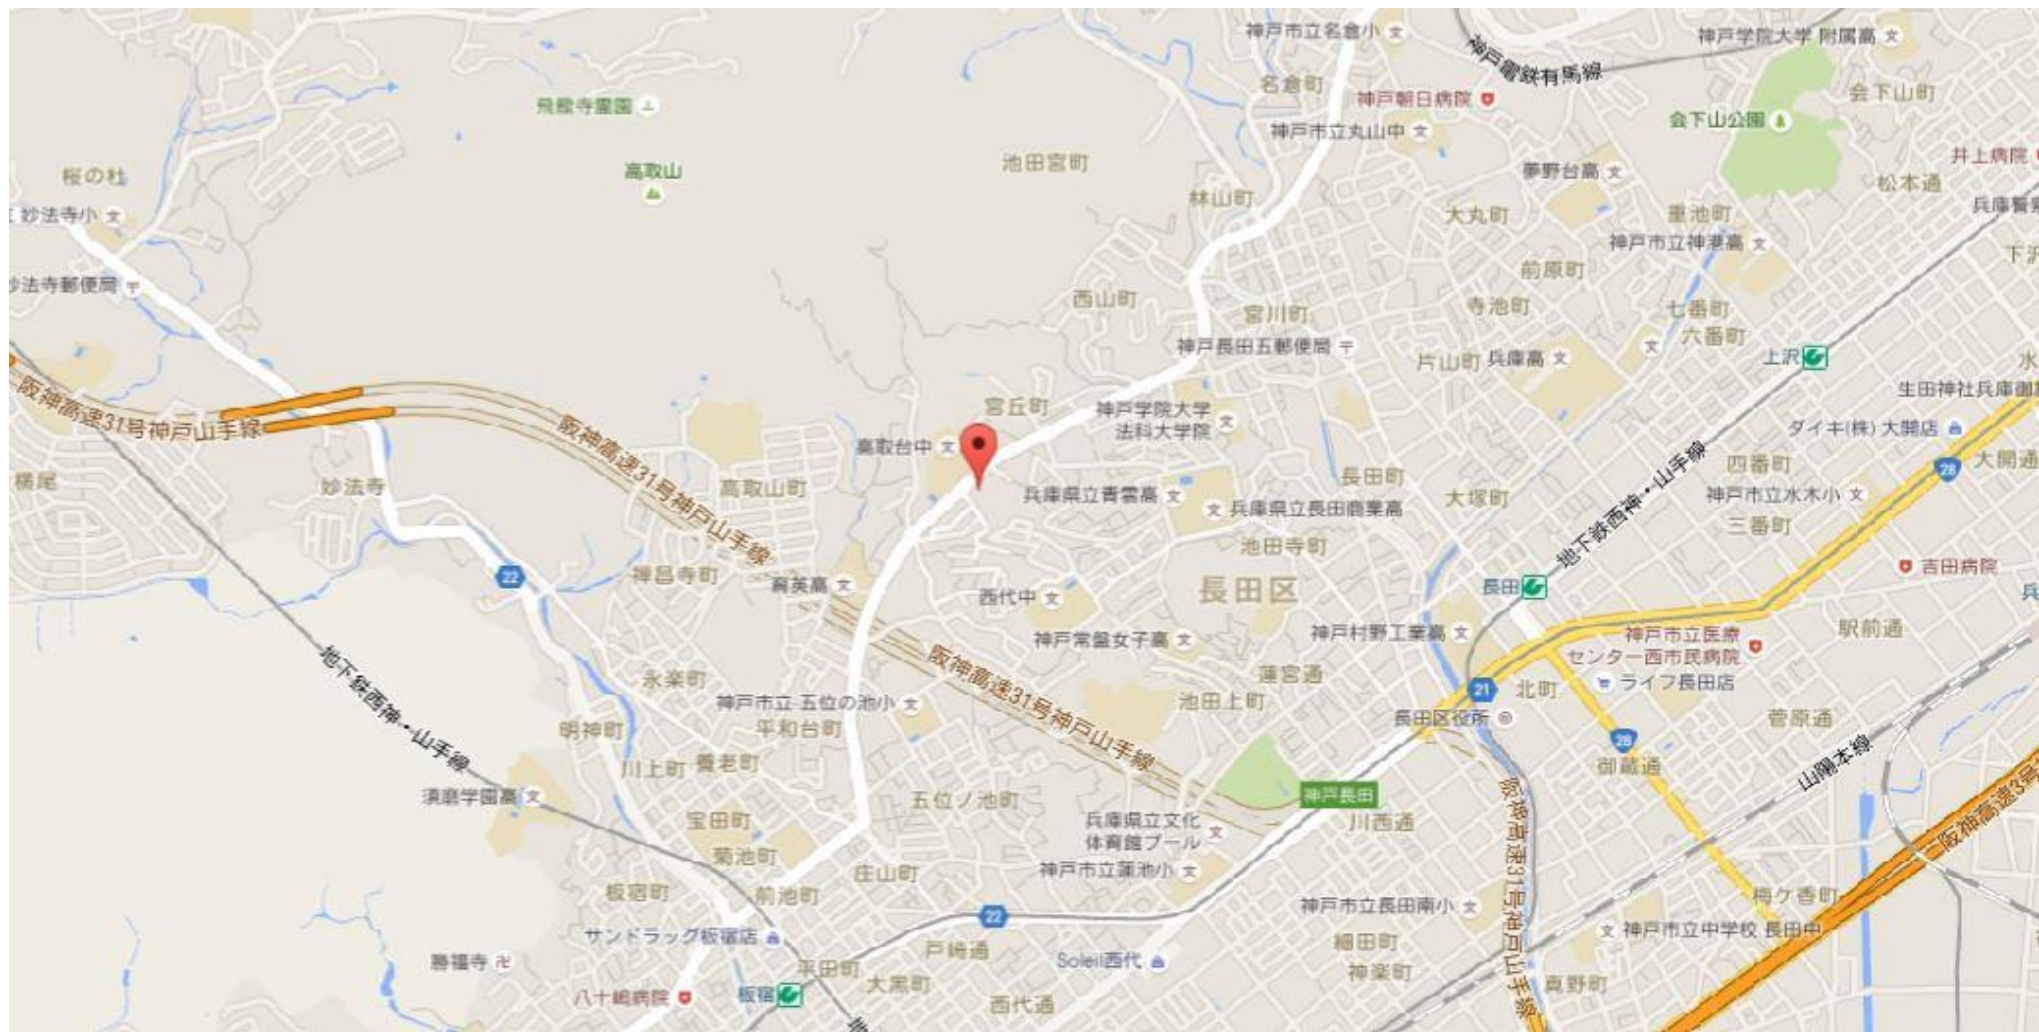 神戸市立名倉小
神戸学院大学 附属高
神戸電鉄有馬線
名倉町
神戸朝日病院
会下山町
飛龍寺霊園
神戸市立丸山中
会下山公園
池田宮町
井上病院
高取山
桜の杜
夢野台高
松本通
林山町
妙法寺小
大丸町
重池町
神戸市立神港高
前原町
妙法寺郵便局
西山町
寺池町
宮川町
七番町
六番町
神戸長田五郵便局
片山町
兵庫高
上沢
阪神高速31号神戸山手線
宮丘町
神戸学院大学
法科大学院
阪神高速31号神戸山手線
高取台中
ダイキ(株) 大開店
大開通
28
四番町
横尾
妙法寺
高取山町
兵庫県立青雲高
長田町
大塚町
神戸市立水木小
兵庫県立長田商業高
三番町
地下鉄西神・山手線
池田寺町
22
禅昌寺町
育英高
西代中
長田区
長田
吉田病院
神戸常盤女子高
神戸村野工業高
駅前通
神戸市立医療
センター西市民病院
地下鉄西神・山手線
永楽町
阪神高速31号神戸山手線
蓮宮通
ライフ長田店
21
北町
神戸市立 五位の池小
池田上町
長田区役所
菅原通
明神町
平和台町
28
川上町
養老町
御蔵通
山陽本線
須磨学園高
五位ノ池町
神戸長田
宝田町
兵庫県立文化
体育館プール
川西通
阪神高速31号神戸山手線
阪神高速3号
菊池町
庄山町
神戸市立蓮池小
板宿町
前池町
梅ケ香町
22
神戸市立長田南小
サンドラッグ板宿店
神戸市立中学校 長田中
戸崎通
細田町
勝福寺
平田町
Soleil西代
神楽町
大黒町
八十嶋病院
板宿
西代通
真野町